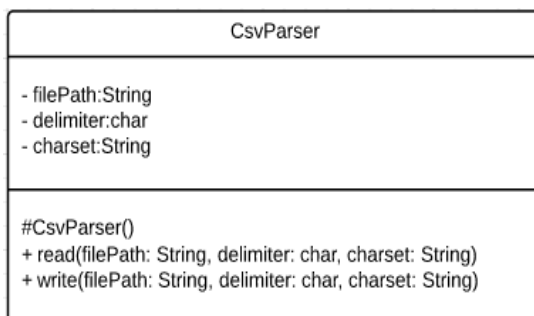 CsvParser
- filePath:String
- delimiter:char
- charset:String
#CsvParser()
+ read(filePath: String, delimiter: char, charset: String)
+ write(filePath: String, delimiter: char, charset: String)